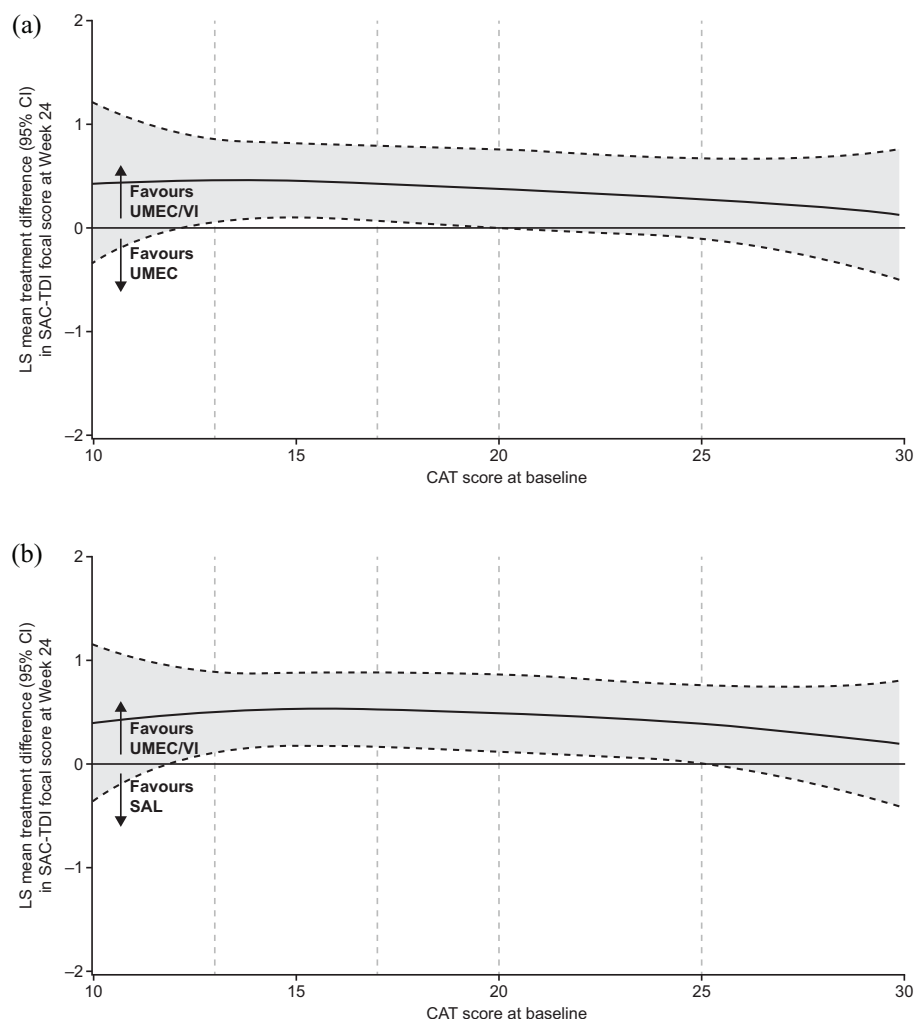 (a)
LS mean treatment difference (95% CI)
in SAC-TDI focal score at Week 24
2
1
0
–1
–2
Favours
UMEC/VI
Favours
UMEC
10
15
20
25
30
CAT score at baseline
(b)
LS mean treatment difference (95% CI)
in SAC-TDI focal score at Week 24
2
1
0
–1
–2
Favours
UMEC/VI
Favours
SAL
10
15
20
25
30
CAT score at baseline